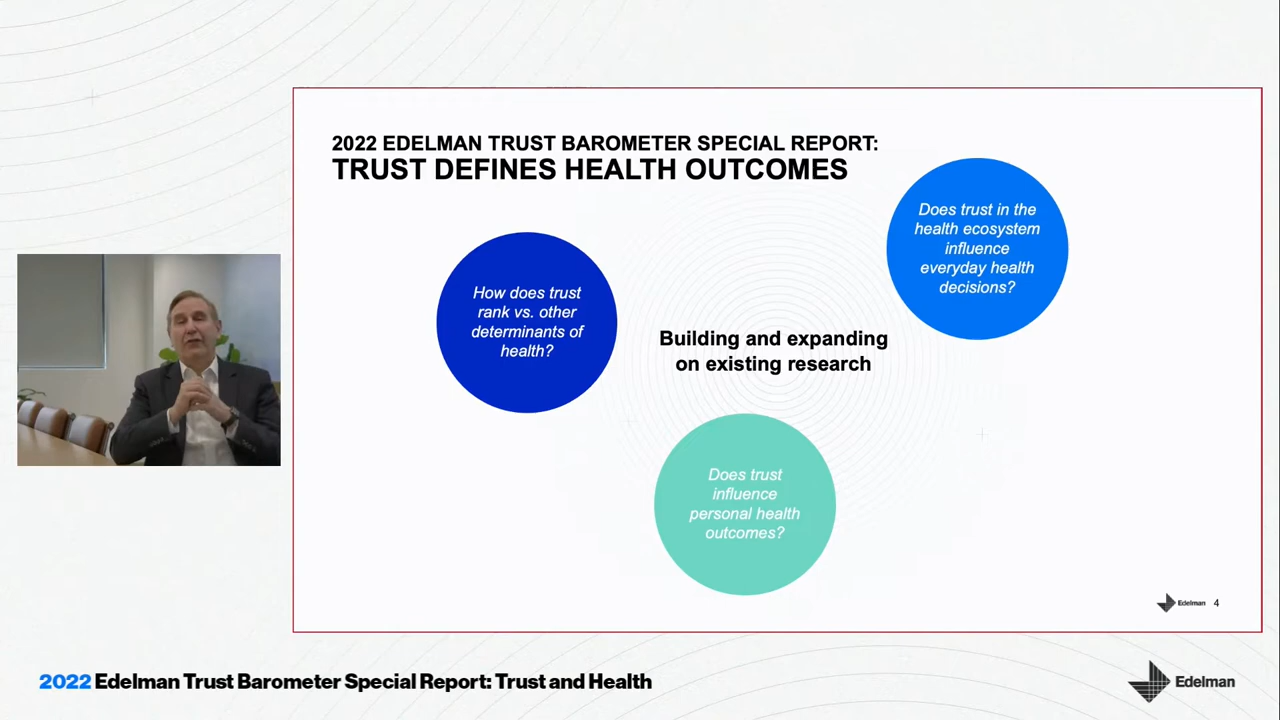 2022 EDELMAN TRUST BAROMETER SPECIAL REPORT:
TRUST DEFINES HEALTH OUTCOMES
How does trust
rank vs. other
determinants of
health?
Does trust in the
health ecosystem
influence
everyday health
decisions?
Building and expanding
on existing research
Does trust
influence
personal health
outcomes?
Edelman 4
2022 Edelman Trust Barometer Special Report: Trust and Health
Edelman